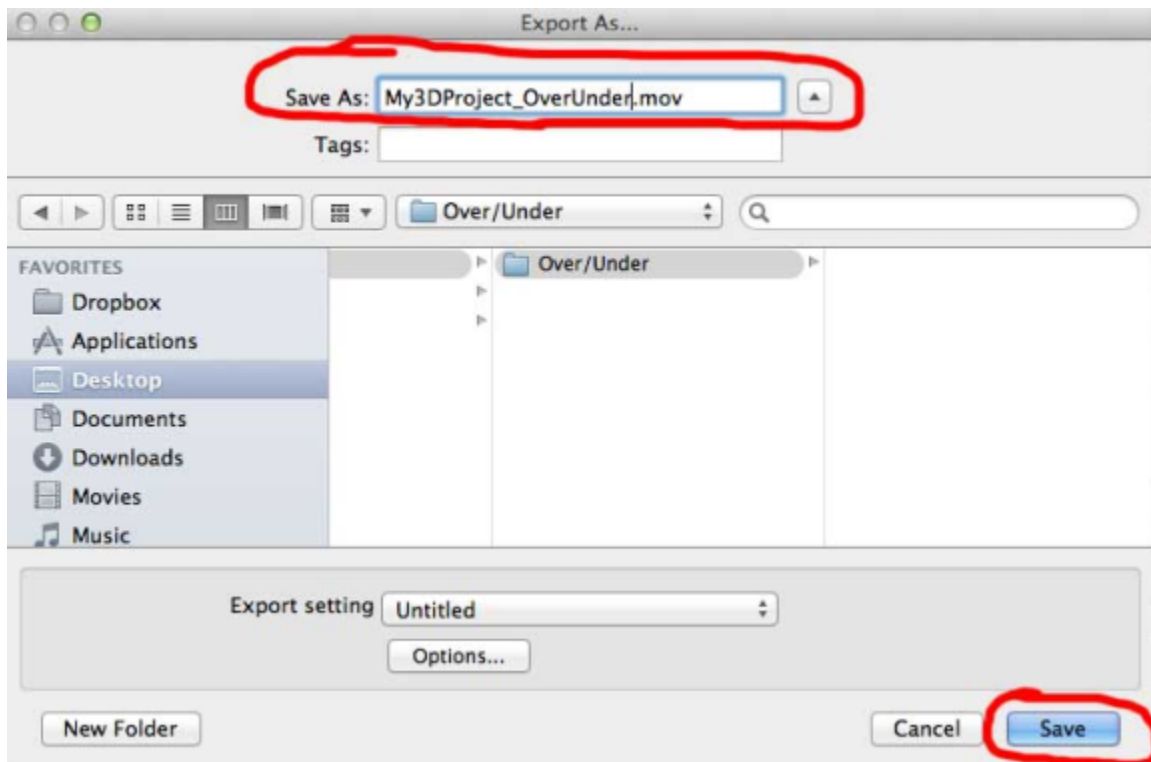 Export As...
Save As: My3DProject_OverUnder.mov
Tags:
Over/Under
FAVORITES
Over/Under
Dropbox
Applications
Desktop
Documents
Downloads
Movies
Music
Export setting Untitled
Options...
New Folder Cancel Save